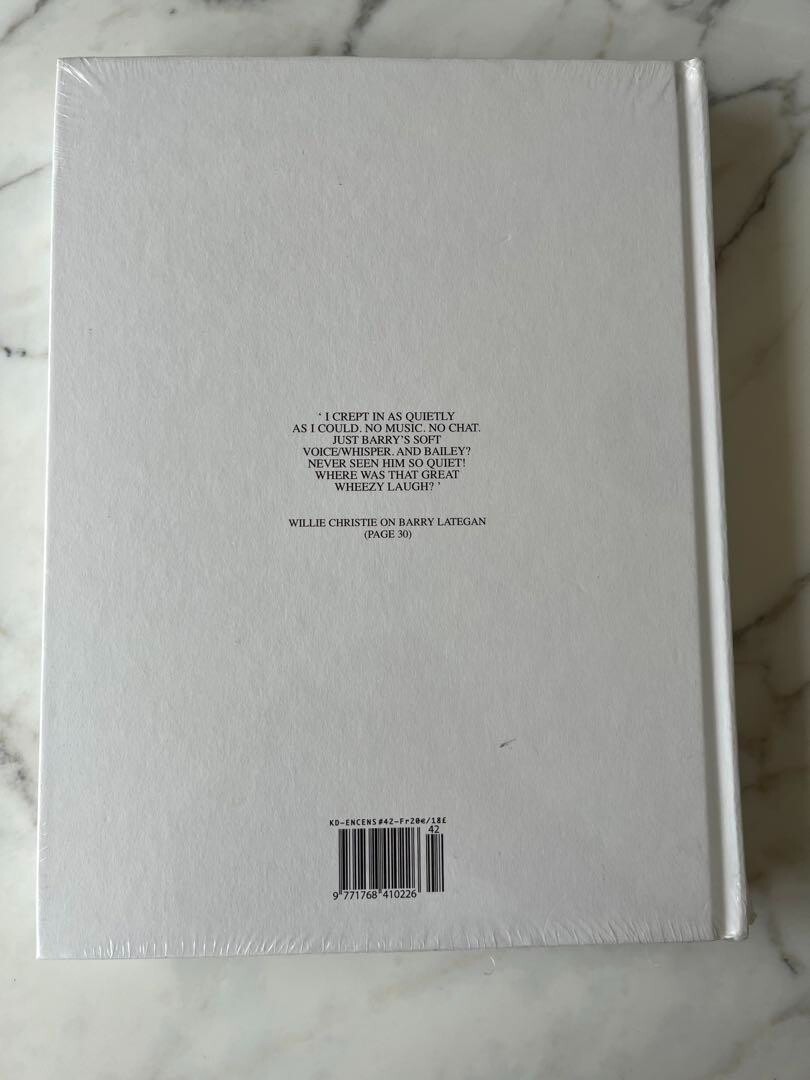 ‘ I CREPT IN AS QUIETLY
AS I COULD. NO MUSIC. NO CHAT.
JUST BARRY’S SOFT
VOICE/WHISPER. AND BAILEY?
NEVER SEEN HIM SO QUIET!
WHERE WAS THAT GREAT
WHEEZY LAUGH? ’
WILLIE CHRISTIE ON BARRY LATEGAN
(PAGE 30)
KD-ENCENS#42-Fr20€/18£
42
9 771768 410226